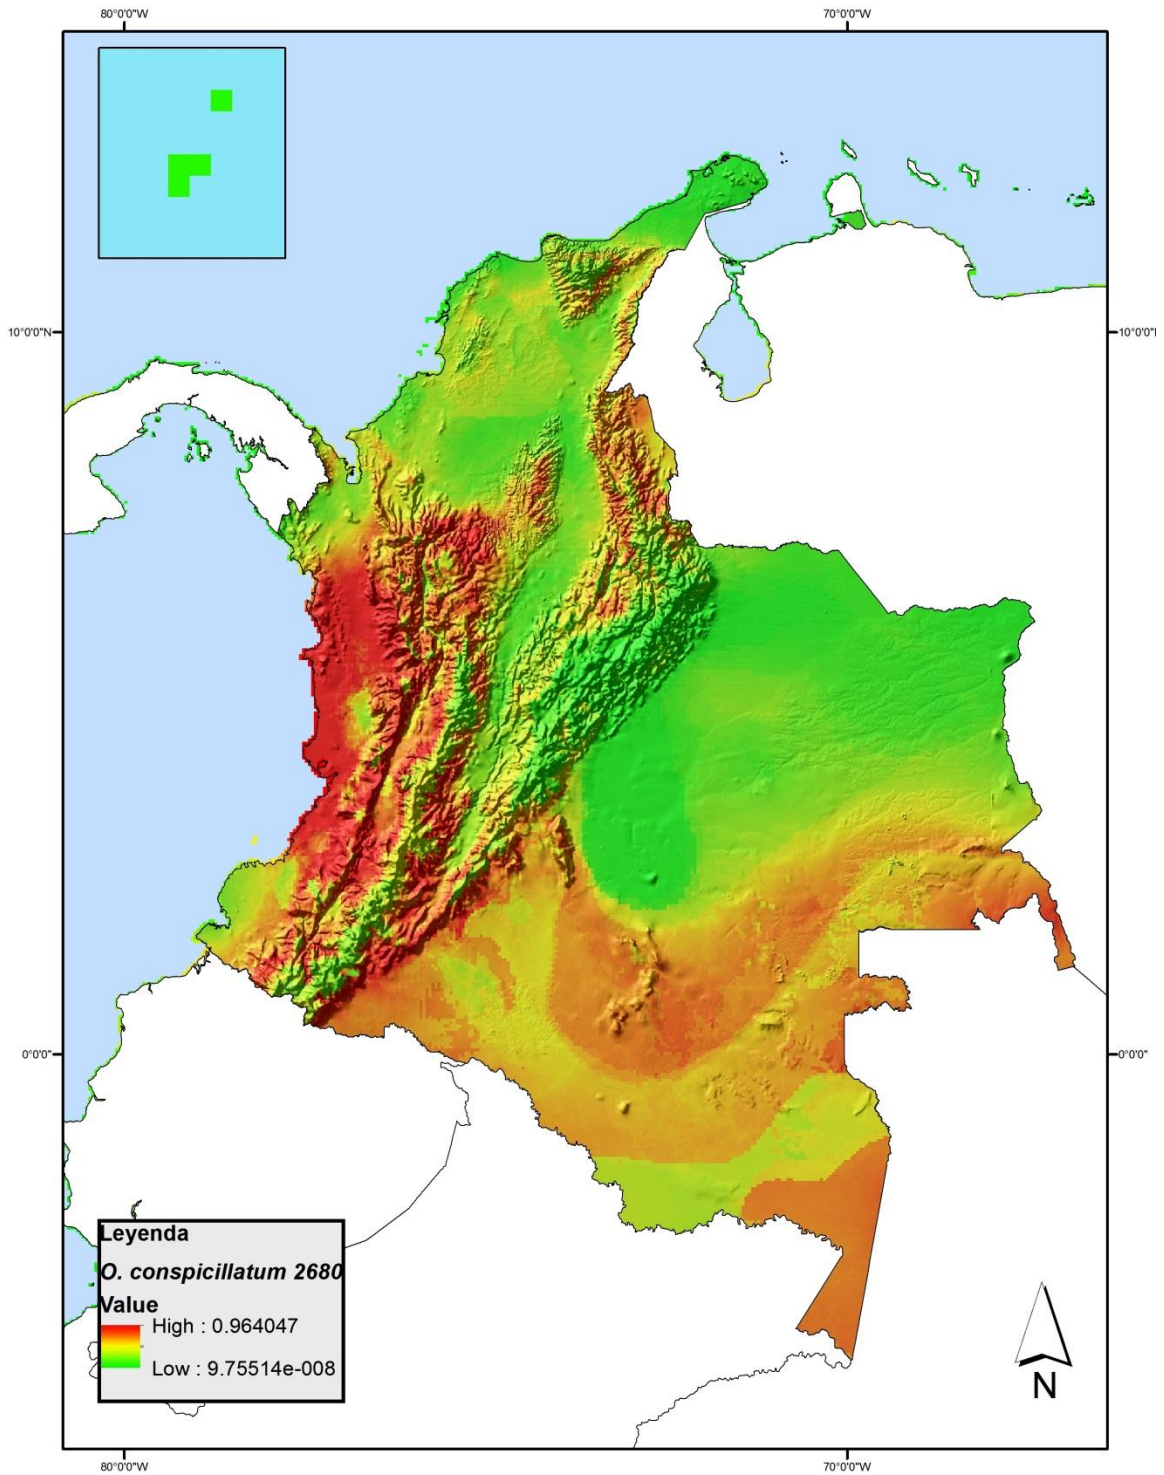 80°0'0"W 70°0'0"W
10°0'0"N 10°0'0"N
0°0'0" 0°0'0"
Leyenda
O. conspicillatum 2680
Value
High : 0.964047
Low : 9.75514e-008
N
80°0'0"W 70°0'0"W